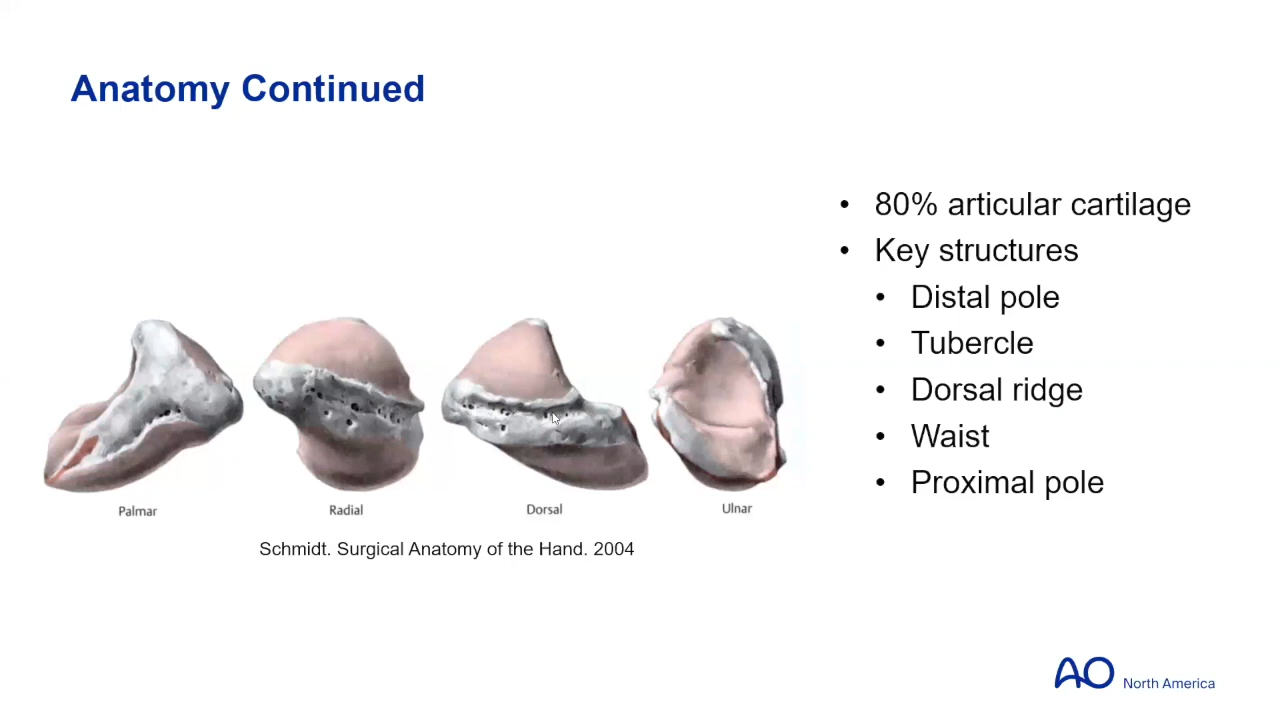 Anatomy Continued
• 80% articular cartilage
• Key structures
• Distal pole
• Tubercle
• Dorsal ridge
• Waist
• Proximal pole
Palmar
Radial
Dorsal
Ulnar
Schmidt. Surgical Anatomy of the Hand. 2004
AO North America